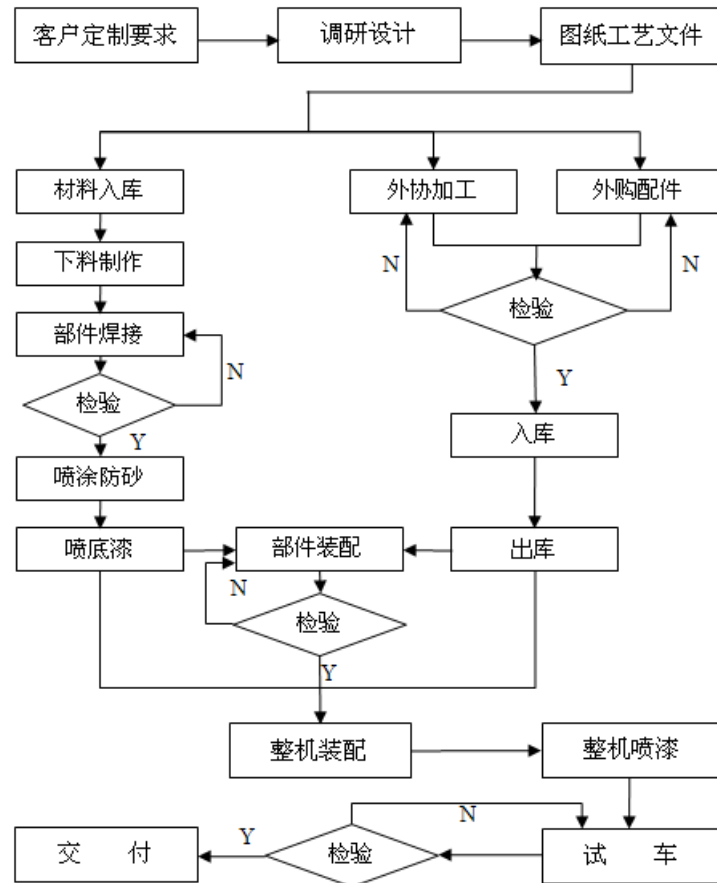 客户定制要求
调研设计
图纸工艺文件
材料入库
外协加工
外购配件
下料制作
N
N
部件焊接
检验
N
检验
Y
Y
入库
喷涂防砂
喷底漆
部件装配
出库
N
检验
Y
整机装配
整机喷漆
N
交 付
Y
检验
试 车